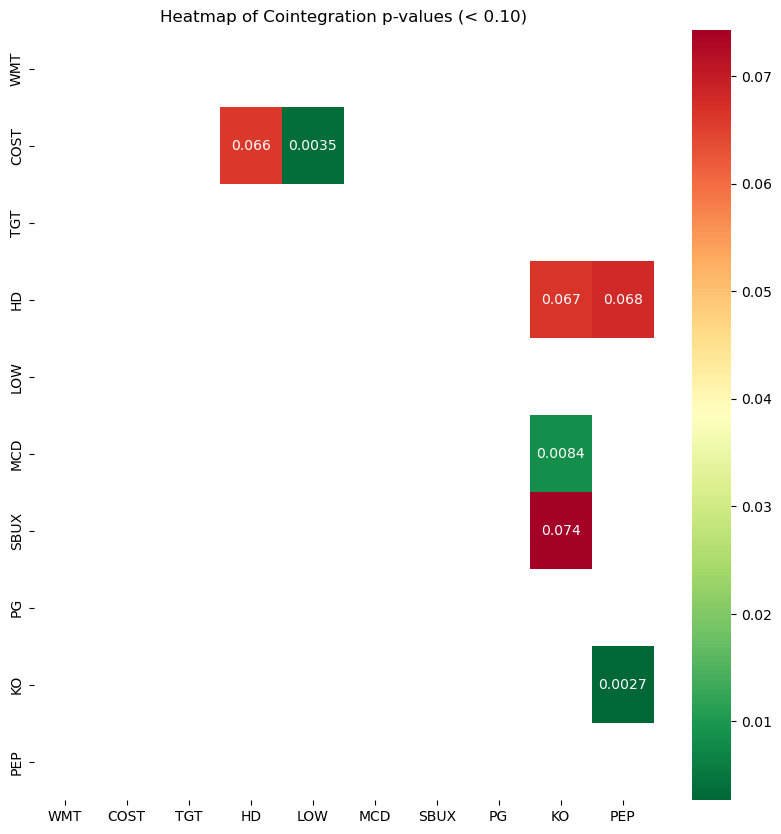 Heatmap of Cointegration p-values (< 0.10)
WMT
COST
TGT
HD
LOW
MCD
SBUX
PG
KO
PEP
0.066 0.0035
0.067 0.068
0.0084
0.074
0.0027
WMT COST TGT HD LOW MCD SBUX PG KO PEP
0.07
0.06
0.05
0.04
0.03
0.02
0.01